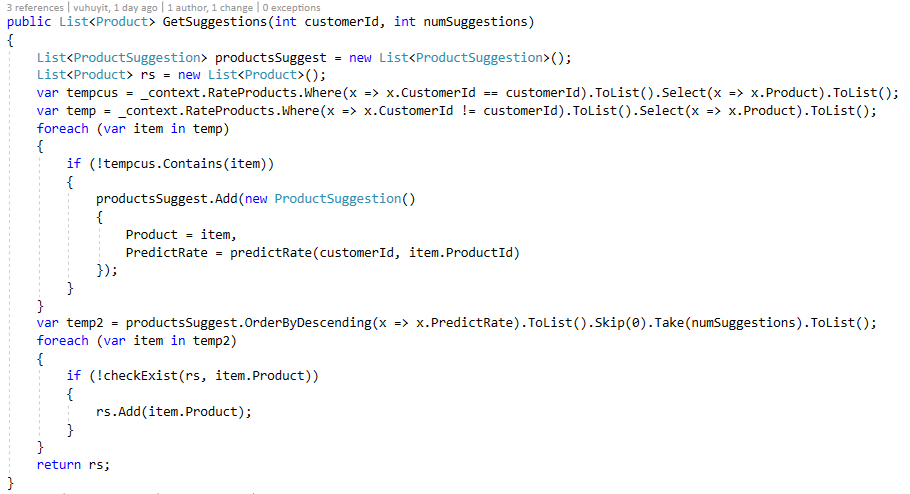 3 references | vuhuyit, 1 day ago | 1 author, 1 change | 0 exceptions
public List<Product> GetSuggestions(int customerId, int numSuggestions)
{
    List<ProductSuggestion> productsSuggest = new List<ProductSuggestion>();
    List<Product> rs = new List<Product>();
    var tempcus = _context.RateProducts.Where(x => x.CustomerId == customerId).ToList().Select(x => x.Product).ToList();
    var temp = _context.RateProducts.Where(x => x.CustomerId != customerId).ToList().Select(x => x.Product).ToList();
    foreach (var item in temp)
    {
        if (!tempcus.Contains(item))
        {
            productsSuggest.Add(new ProductSuggestion()
            {
                Product = item,
                PredictRate = predictRate(customerId, item.ProductId)
            });
        }
    }
    var temp2 = productsSuggest.OrderByDescending(x => x.PredictRate).ToList().Skip(0).Take(numSuggestions).ToList();
    foreach (var item in temp2)
    {
        if (!checkExist(rs, item.Product))
        {
            rs.Add(item.Product);
        }
    }
    return rs;
}